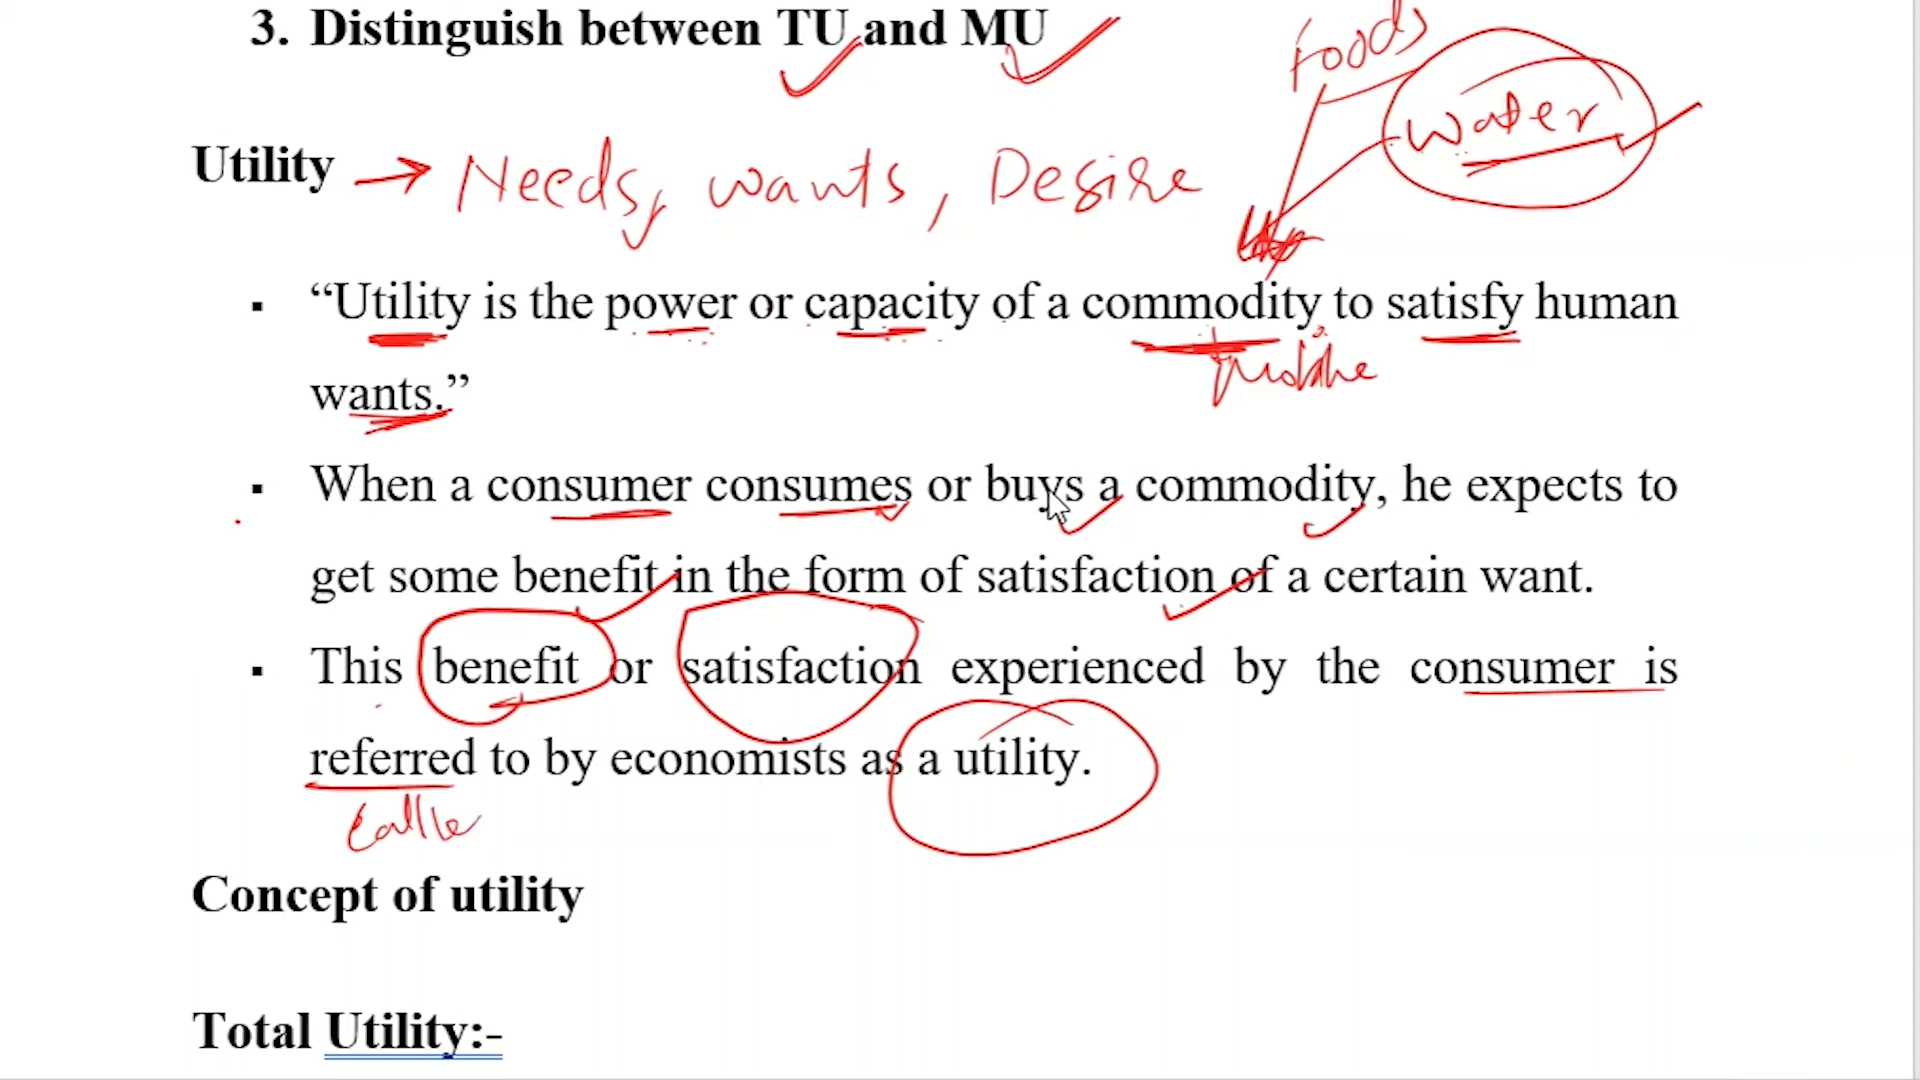 3. Distinguish between TU and MU
Foods
water
Utility → Needs, wants, Desire
▪ “Utility is the power or capacity of a commodity to satisfy human
wants.”
▪ When a consumer consumes or buys a commodity, he expects to
get some benefit in the form of satisfaction of a certain want.
▪ This benefit or satisfaction experienced by the consumer is
referred to by economists as a utility.
Concept of utility
Total Utility:-